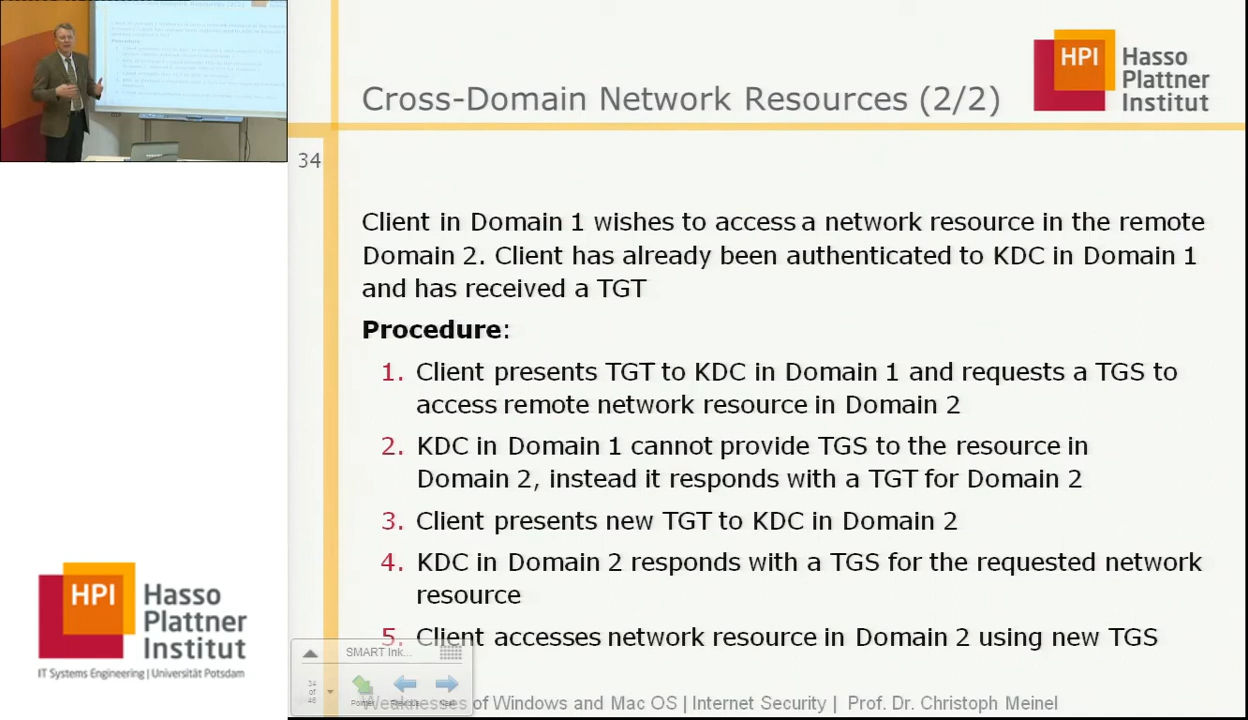 Cross-Domain Network Resources (2/2)
HPI Hasso
Plattner
Institut
34
Client in Domain 1 wishes to access a network resource in the remote
Domain 2. Client has already been authenticated to KDC in Domain 1
and has received a TGT
Procedure:
1. Client presents TGT to KDC in Domain 1 and requests a TGS to
access remote network resource in Domain 2
2. KDC in Domain 1 cannot provide TGS to the resource in
Domain 2, instead it responds with a TGT for Domain 2
3. Client presents new TGT to KDC in Domain 2
4. KDC in Domain 2 responds with a TGS for the requested network
resource
5. Client accesses network resource in Domain 2 using new TGS
HPI Hasso
Plattner
Institut
IT Systems Engineering | Universität Potsdam
SMART Ink...
34
of
Weaknesses of Windows and Mac OS | Internet Security | Prof. Dr. Christoph Meinel